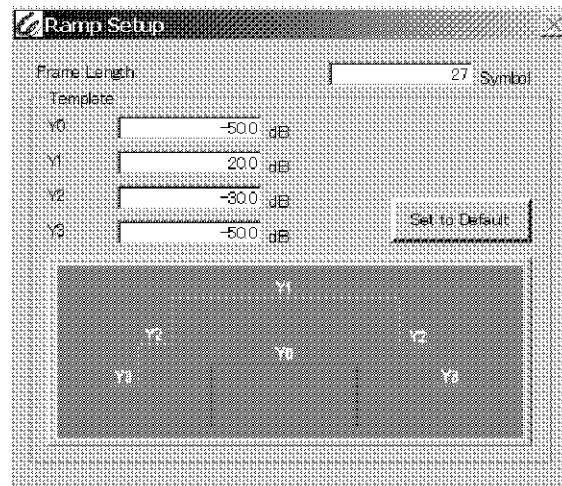 Ramp Setup
Frame Length 27 Symbol
Template
Y0 -50.0 dB
Y1 20.0 dB
Y2 -30.0 dB
Y3 -50.0 dB
Set to Default
Y1
Y2 Y2
Y0
Y3 Y3